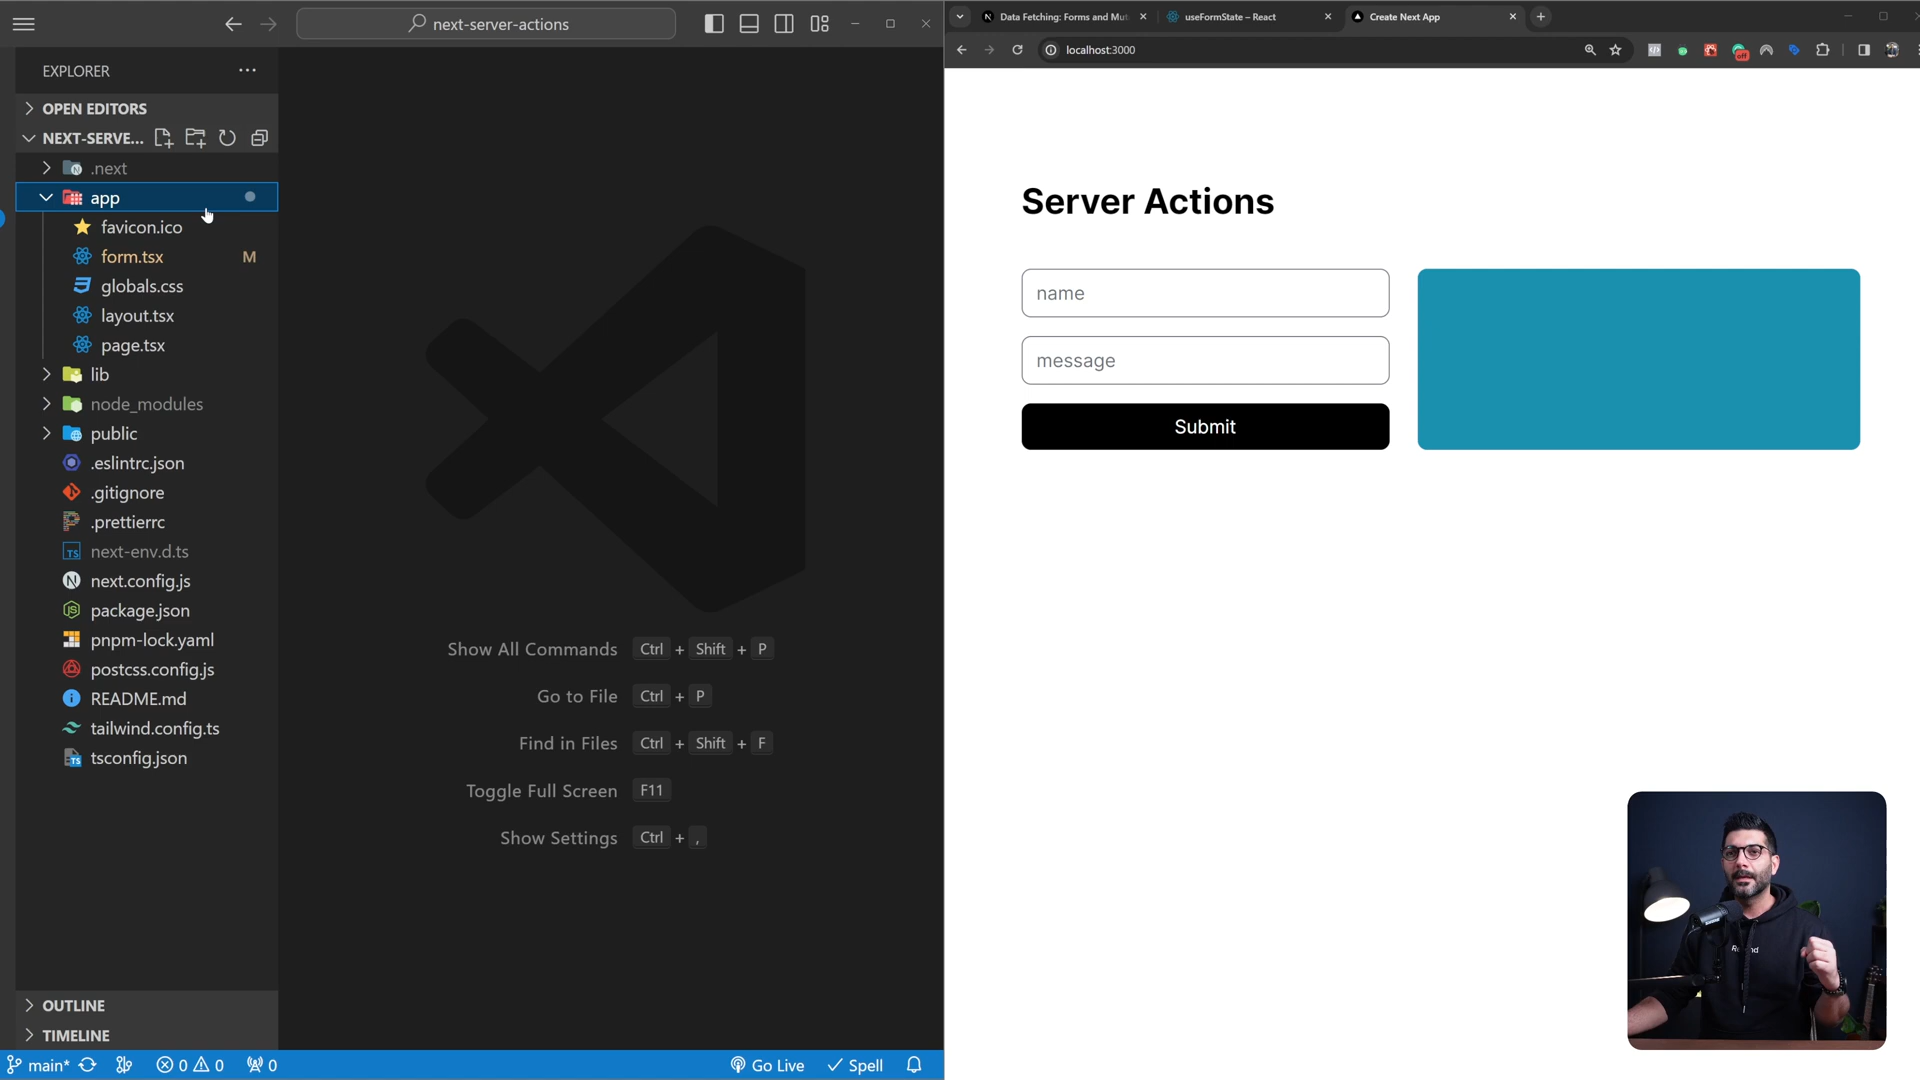 next-server-actions
EXPLORER
OPEN EDITORS
NEXT-SERVE...
.next
app
favicon.ico
form.tsx M
globals.css
layout.tsx
page.tsx
lib
node_modules
public
.eslintrc.json
.gitignore
.prettierrc
next-env.d.ts
next.config.js
package.json
pnpm-lock.yaml
postcss.config.js
README.md
tailwind.config.ts
tsconfig.json
OUTLINE
TIMELINE
Show All Commands Ctrl + Shift + P
Go to File Ctrl + P
Find in Files Ctrl + Shift + F
Toggle Full Screen F11
Show Settings Ctrl + ,
main* 0 0 0 Go Live Spell
Data Fetching: Forms and Mut
useFormState – React
Create Next App
localhost:3000
off
Server Actions
name
message
Submit